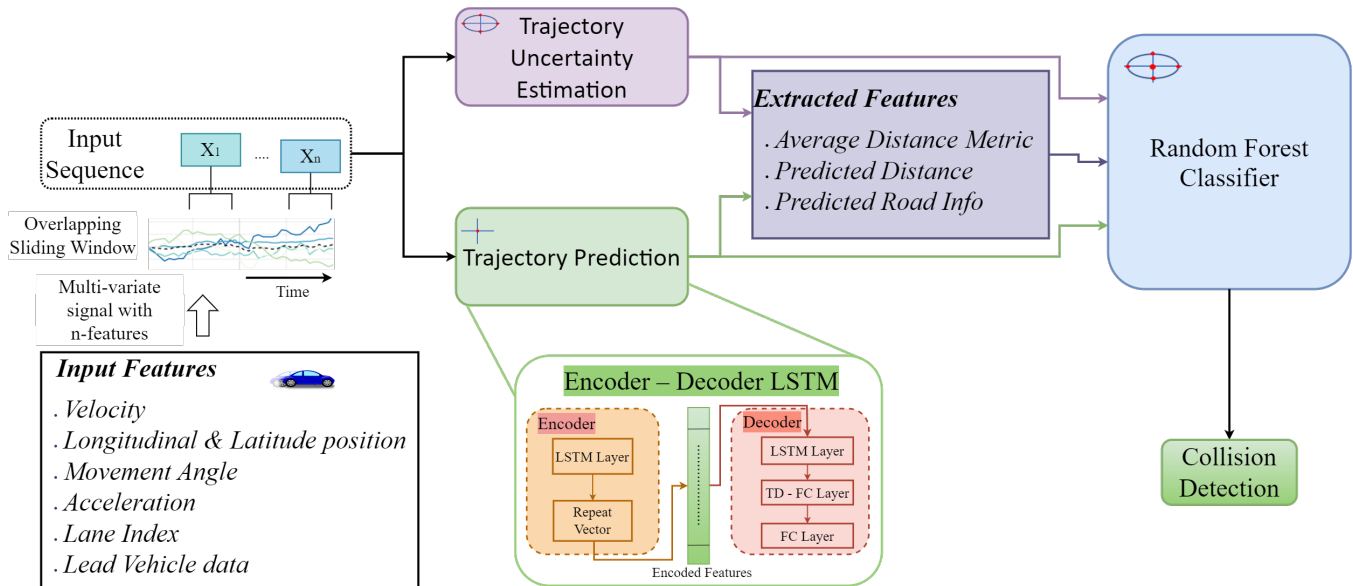 Input
Sequence
X1
....
Xn
Overlapping
Sliding Window
Time
Multi-variate
signal with
n-features
Input Features
. Velocity
. Longitudinal & Latitude position
. Movement Angle
. Acceleration
. Lane Index
. Lead Vehicle data
Trajectory
Uncertainty
Estimation
Trajectory Prediction
Extracted Features
. Average Distance Metric
. Predicted Distance
. Predicted Road Info
Random Forest
Classifier
Collision
Detection
Encoder – Decoder LSTM
Encoder
LSTM Layer
Repeat
Vector
Encoded Features
Decoder
LSTM Layer
TD - FC Layer
FC Layer